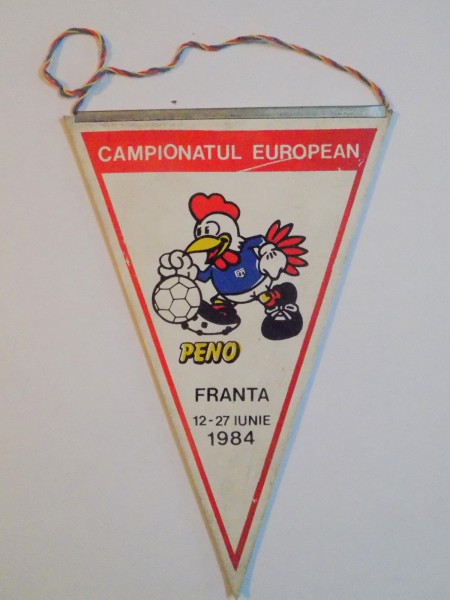 CAMPIONATUL EUROPEAN
PENO
FRANTA
12-27 IUNIE
1984